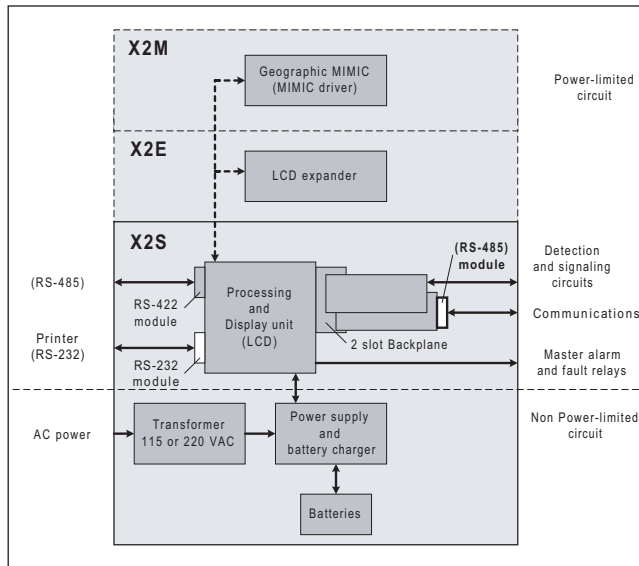 X2M
Geographic MIMIC
(MIMIC driver)
Power-limited
circuit
X2E
LCD expander
X2S
(RS-485)
module
Detection
and signaling
circuits
(RS-485)
RS-422
module
Processing
and
Display unit
(LCD)
Communications
Printer
(RS-232)
RS-232
module
2 slot Backplane
Master alarm
and fault relays
AC power
Transformer
115 or 220 VAC
Power supply
and
battery charger
Non Power-limited
circuit
Batteries